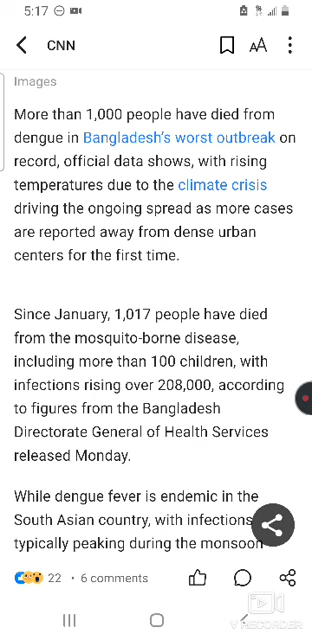 5:17
CNN
AA
Images
More than 1,000 people have died from
dengue in Bangladesh's worst outbreak on
record, official data shows, with rising
temperatures due to the climate crisis
driving the ongoing spread as more cases
are reported away from dense urban
centers for the first time.
Since January, 1,017 people have died
from the mosquito-borne disease,
including more than 100 children, with
infections rising over 208,000, according
to figures from the Bangladesh
Directorate General of Health Services
released Monday.
While dengue fever is endemic in the
South Asian country, with infections
typically peaking during the monsoon
22 • 6 comments
V RECORDER